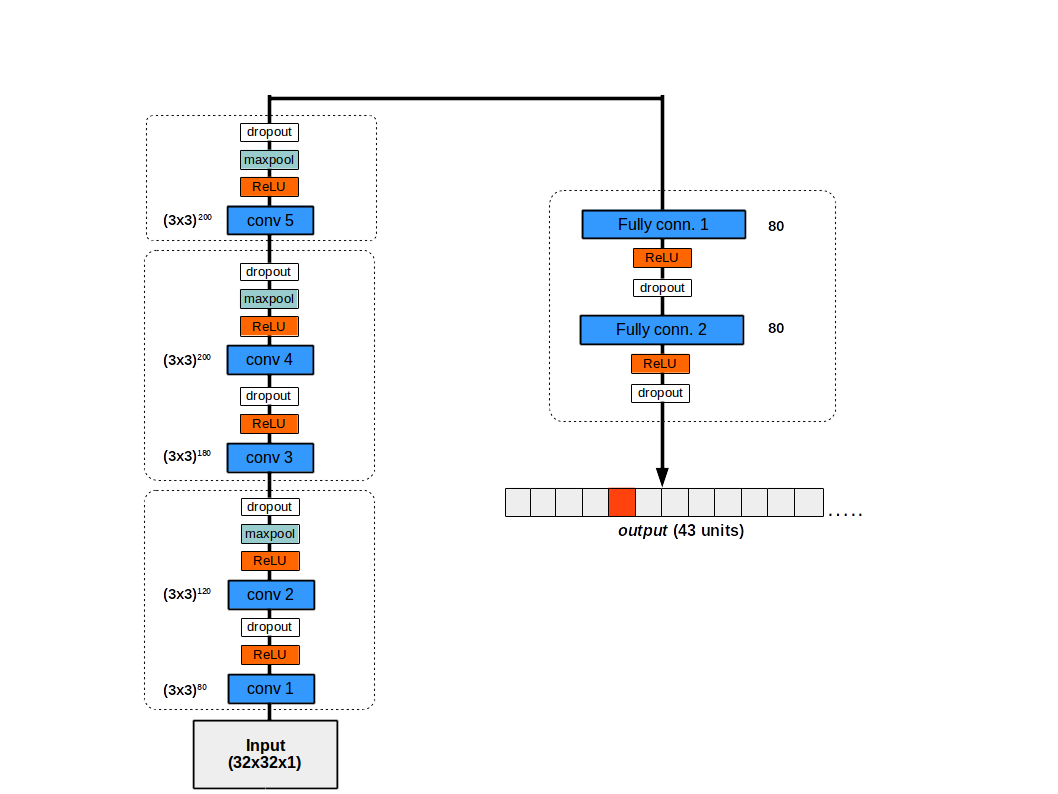 dropout
maxpool
ReLU
(3x3)200 conv 5
dropout
maxpool
ReLU
(3x3)200 conv 4
dropout
ReLU
(3x3)180 conv 3
dropout
maxpool
ReLU
(3x3)120 conv 2
dropout
ReLU
(3x3)80 conv 1
Input
(32x32x1)
Fully conn. 1 80
ReLU
dropout
Fully conn. 2 80
ReLU
dropout
.....
output (43 units)